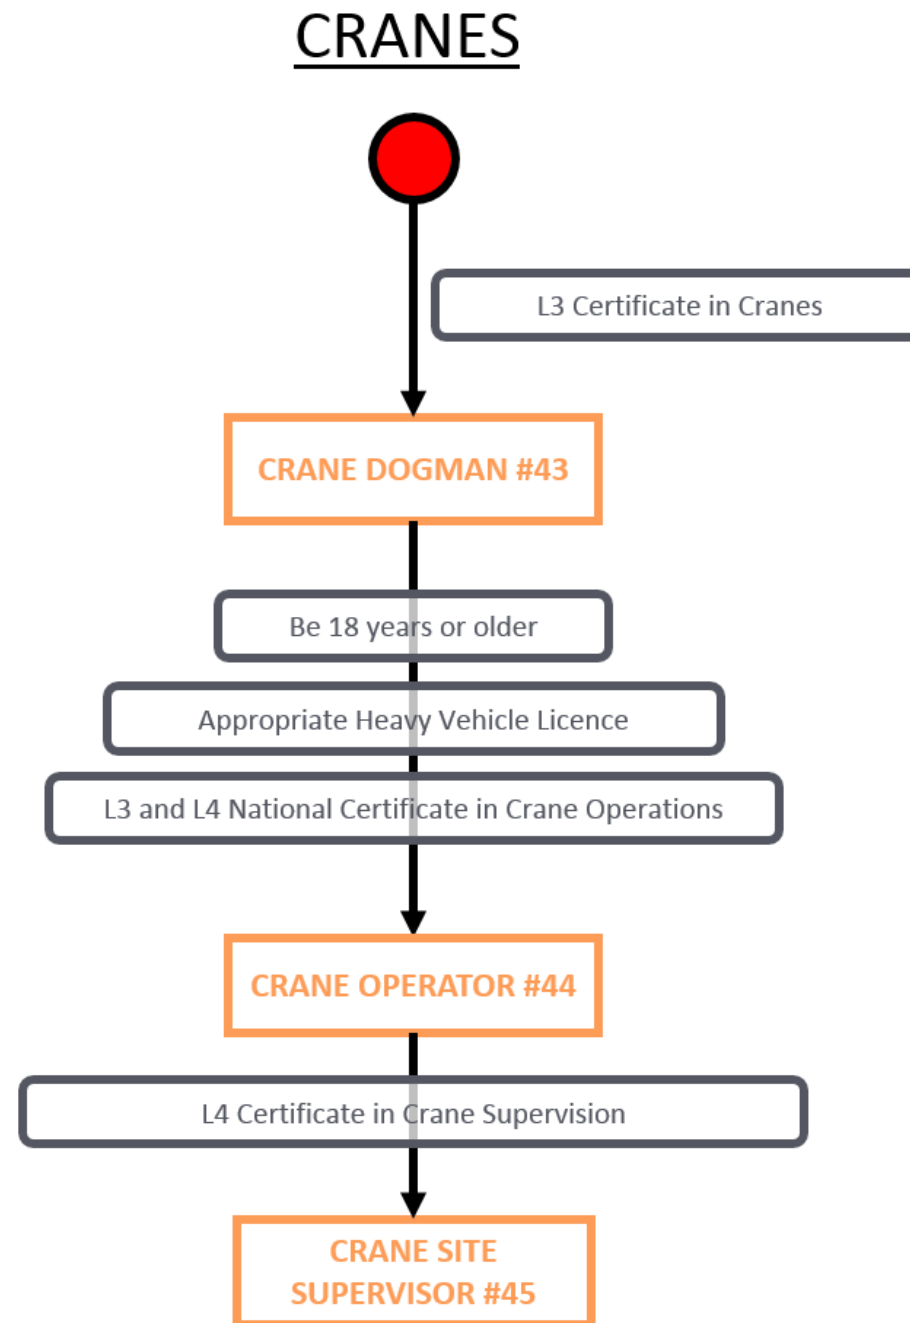 CRANES
L3 Certificate in Cranes
CRANE DOGMAN #43
Be 18 years or older
Appropriate Heavy Vehicle Licence
L3 and L4 National Certificate in Crane Operations
CRANE OPERATOR #44
L4 Certificate in Crane Supervision
CRANE SITE
SUPERVISOR #45